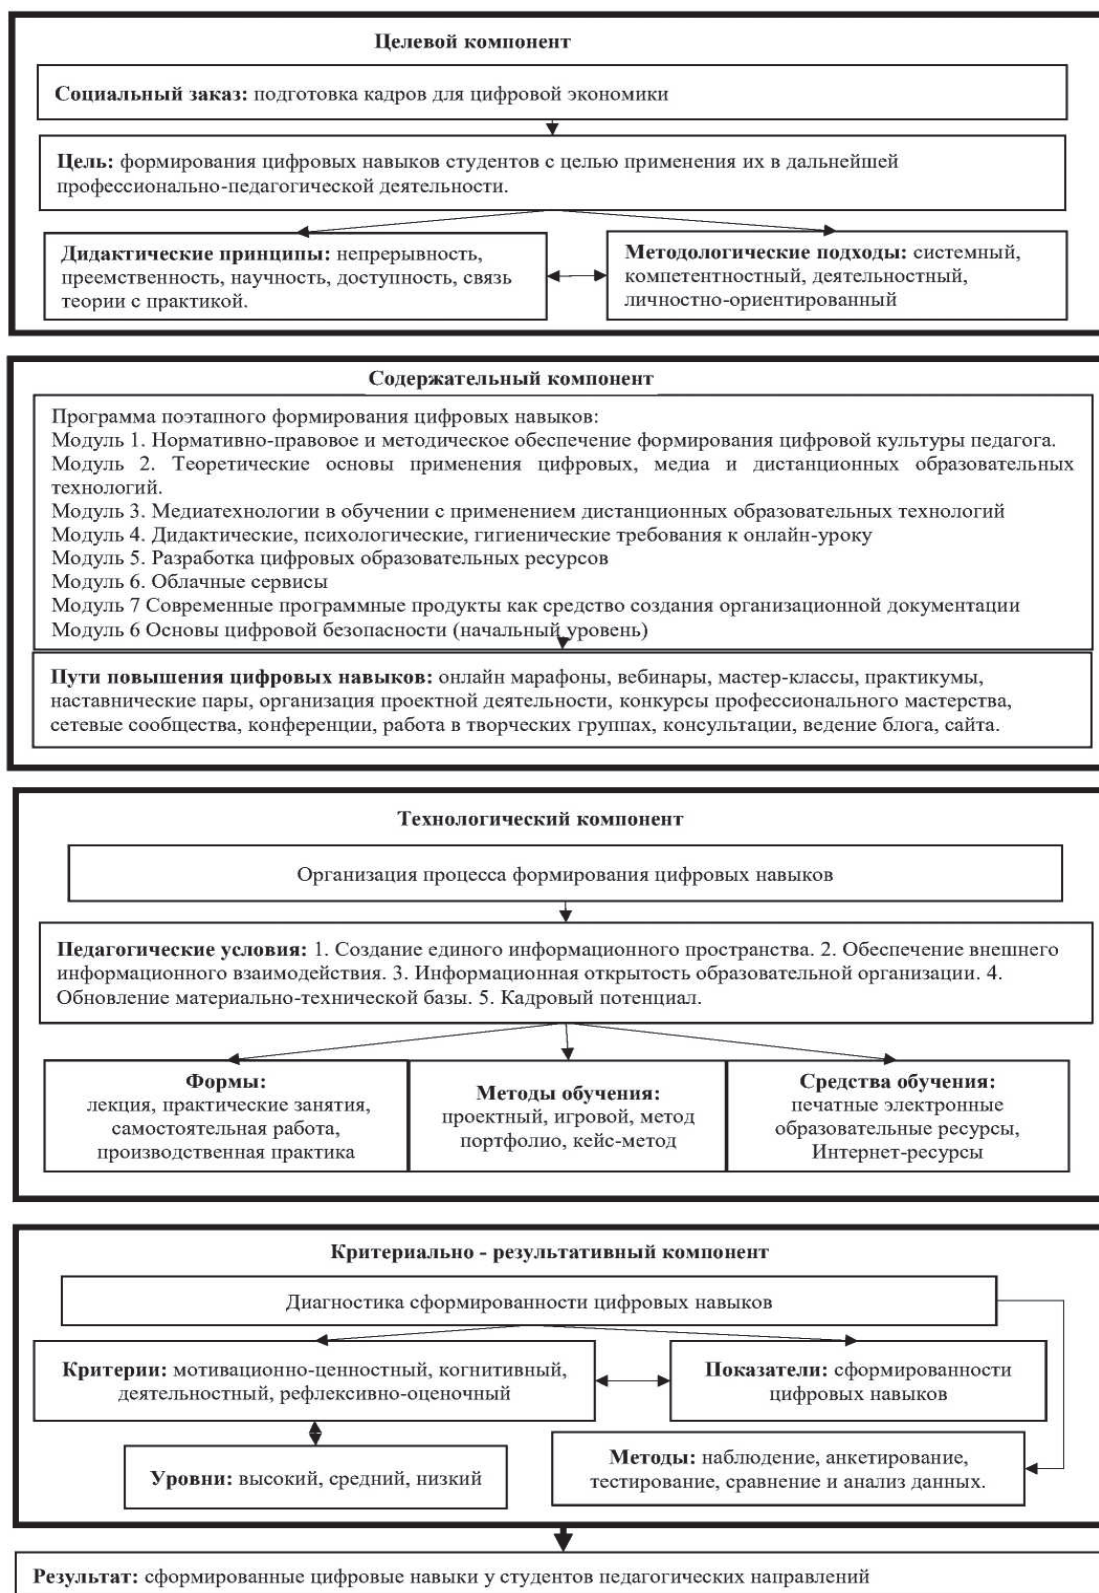 Целевой компонент
Социальный заказ: подготовка кадров для цифровой экономики
Цель: формирования цифровых навыков студентов с целью применения их в дальнейшей
профессионально-педагогической деятельности.
Дидактические принципы: непрерывность,
преемственность, научность, доступность, связь
теории с практикой.
Методологические подходы: системный,
компетентностный, деятельностный,
личностно-ориентированный
Содержательный компонент
Программа поэтапного формирования цифровых навыков:
Модуль 1. Нормативно-правовое и методическое обеспечение формирования цифровой культуры педагога.
Модуль 2. Теоретические основы применения цифровых, медиа и дистанционных образовательных
технологий.
Модуль 3. Медиатехнологии в обучении с применением дистанционных образовательных технологий
Модуль 4. Дидактические, психологические, гигиенические требования к онлайн-уроку
Модуль 5. Разработка цифровых образовательных ресурсов
Модуль 6. Облачные сервисы
Модуль 7 Современные программные продукты как средство создания организационной документации
Модуль 6 Основы цифровой безопасности (начальный уровень)
Пути повышения цифровых навыков: онлайн марафоны, вебинары, мастер-классы, практикумы,
наставнические пары, организация проектной деятельности, конкурсы профессионального мастерства,
сетевые сообщества, конференции, работа в творческих группах, консультации, ведение блога, сайта.
Технологический компонент
Организация процесса формирования цифровых навыков
Педагогические условия: 1. Создание единого информационного пространства. 2. Обеспечение внешнего
информационного взаимодействия. 3. Информационная открытость образовательной организации. 4.
Обновление материально-технической базы. 5. Кадровый потенциал.
Формы:
лекция, практические занятия,
самостоятельная работа,
производственная практика
Методы обучения:
проектный, игровой, метод
портфолио, кейс-метод
Средства обучения:
печатные электронные
образовательные ресурсы,
Интернет-ресурсы
Критериально - результативный компонент
Диагностика сформированности цифровых навыков
Критерии: мотивационно-ценностный, когнитивный,
деятельностный, рефлексивно-оценочный
Показатели: сформированности
цифровых навыков
Уровни: высокий, средний, низкий
Методы: наблюдение, анкетирование,
тестирование, сравнение и анализ данных.
Результат: сформированные цифровые навыки у студентов педагогических направлений